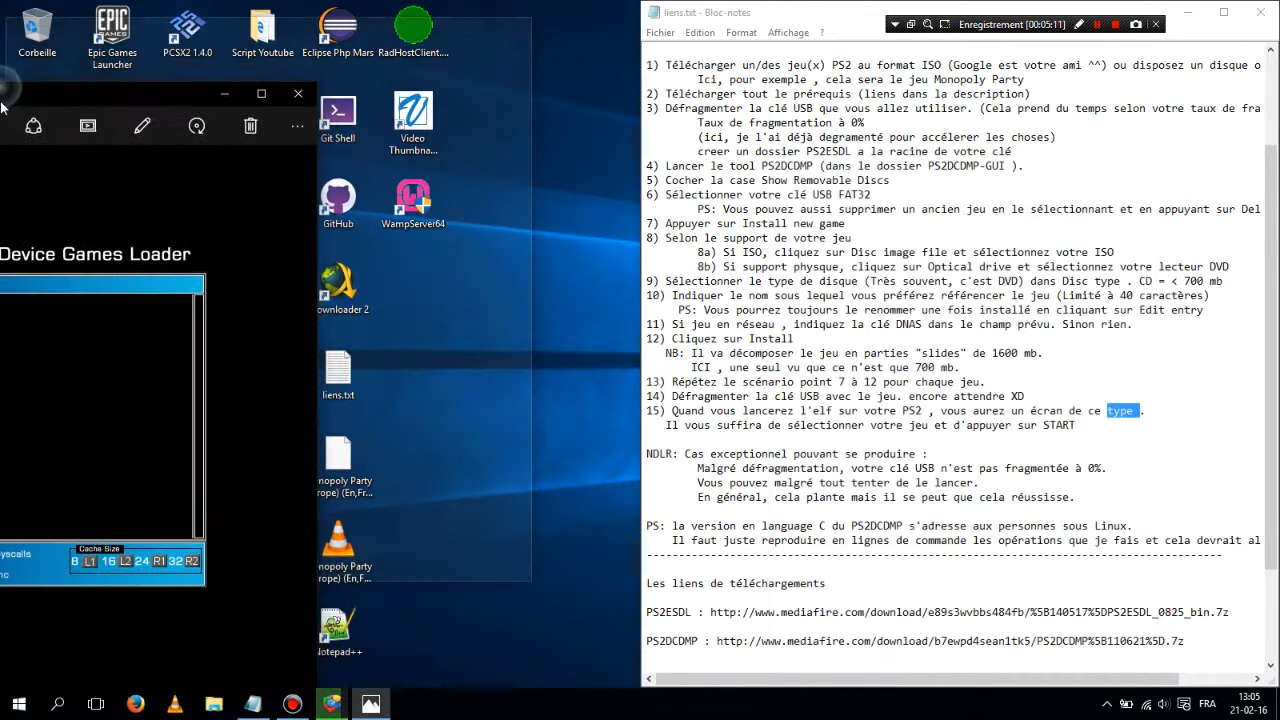 Corbeille
Epic Games
Launcher
PCSX2 1.4.0
Script Youtube
Eclipse Php Mars
RadHostClient....
Git Shell
Video
Thumbna...
GitHub
WampServer64
Device Games Loader
ownloader 2
liens.txt
onopoly Party
urope) (En,Fr...
onopoly Party
urope) (En,Fr...
Notepad++
yscalls
nc
Cache Size
8 L1 16 L2 24 R1 32 R2
liens.txt - Bloc-notes
Enregistrement [00:05:11]
Fichier Edition Format Affichage ?
1) Télécharger un/des jeu(x) PS2 au format ISO (Google est votre ami ^^) ou disposez un disque o
Ici, pour exemple , cela sera le jeu Monopoly Party
2) Télécharger tout le prérequis (liens dans la description)
3) Défragmenter la clé USB que vous allez utiliser. (Cela prend du temps selon votre taux de fra
Taux de fragmentation à 0%
(ici, je l'ai déjà degramenté pour accélerer les choses)
creer un dossier PS2ESDL a la racine de votre clé
4) Lancer le tool PS2DCDMP (dans le dossier PS2DCDMP-GUI ).
5) Cocher la case Show Removable Discs
6) Sélectionner votre clé USB FAT32
PS: Vous pouvez aussi supprimer un ancien jeu en le sélectionnant et en appuyant sur Del
7) Appuyer sur Install new game
8) Selon le support de votre jeu
8a) Si ISO, cliquez sur Disc image file et sélectionnez votre ISO
8b) Si support physque, cliquez sur Optical drive et sélectionnez votre lecteur DVD
9) Sélectionner le type de disque (Très souvent, c'est DVD) dans Disc type . CD = < 700 mb
10) Indiquer le nom sous lequel vous préférez référencer le jeu (Limité à 40 caractères)
PS: Vous pourrez toujours le renommer une fois installé en cliquant sur Edit entry
11) Si jeu en réseau , indiquez la clé DNAS dans le champ prévu. Sinon rien.
12) Cliquez sur Install
NB: Il va décomposer le jeu en parties "slides" de 1600 mb.
ICI , une seul vu que ce n'est que 700 mb.
13) Répétez le scénario point 7 à 12 pour chaque jeu.
14) Défragmenter la clé USB avec le jeu. encore attendre XD
15) Quand vous lancerez l'elf sur votre PS2 , vous aurez un écran de ce type .
Il vous suffira de sélectionner votre jeu et d'appuyer sur START
NDLR: Cas exceptionnel pouvant se produire :
Malgré défragmentation, votre clé USB n'est pas fragmentée à 0%.
Vous pouvez malgré tout tenter de le lancer.
En général, cela plante mais il se peut que cela réussisse.
PS: la version en language C du PS2DCDMP s'adresse aux personnes sous Linux.
Il faut juste reproduire en lignes de commande les opérations que je fais et cela devrait al
------------------------------------------------------------------------------------------
Les liens de téléchargements
PS2ESDL : http://www.mediafire.com/download/e89s3wvbbs484fb/%5B140517%5DPS2ESDL_0825_bin.7z
PS2DCDMP : http://www.mediafire.com/download/b7ewpd4sean1tk5/PS2DCDMP%5B110621%5D.7z
FRA
13:05
21-02-16